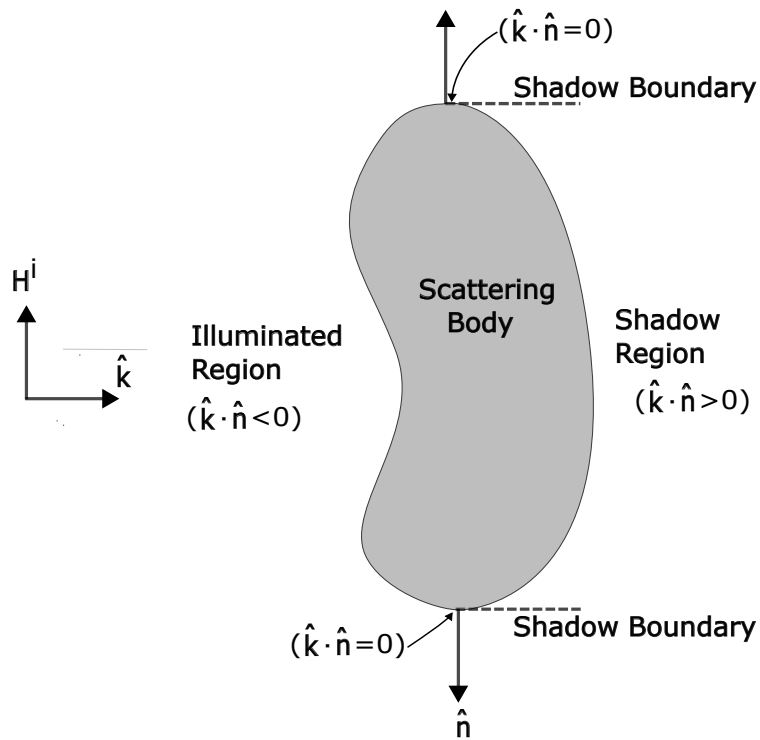 (k̂·n̂=0)
Shadow Boundary
Scattering
Body
Hⁱ
k̂
Illuminated
Region
(k̂·n̂<0)
Shadow
Region
(k̂·n̂>0)
(k̂·n̂=0)
Shadow Boundary
n̂